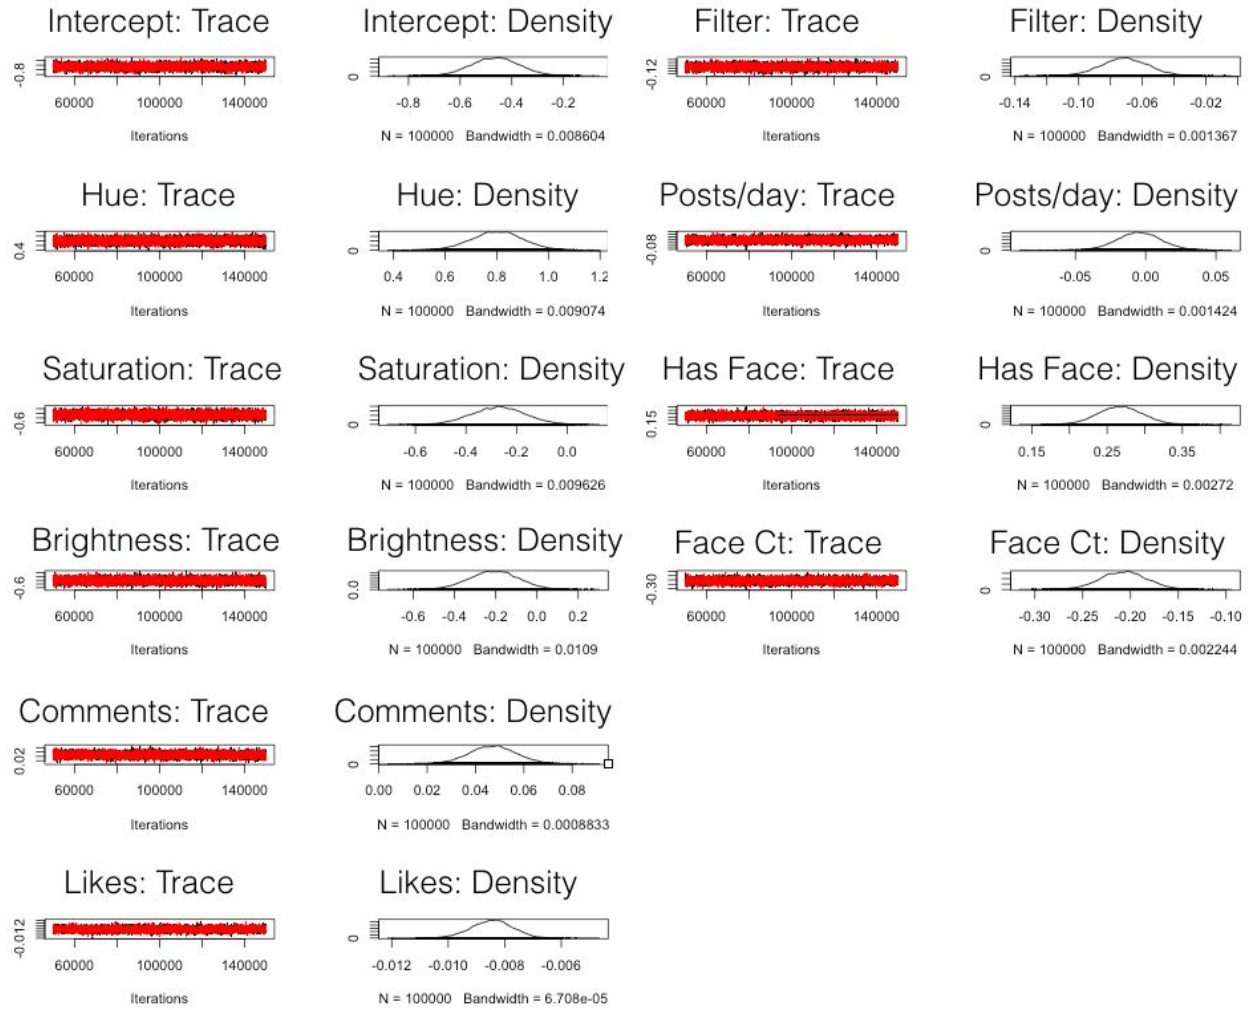 Intercept: Trace Intercept: Density Filter: Trace Filter: Density
-0.8 0 -0.12 0
60000 100000 140000 -0.8 -0.6 -0.4 -0.2 60000 100000 140000 -0.14 -0.10 -0.06 -0.02
Iterations N = 100000 Bandwidth = 0.008604 Iterations N = 100000 Bandwidth = 0.001367
Hue: Trace Hue: Density Posts/day: Trace Posts/day: Density
0.4 0 -0.08 0
60000 100000 140000 0.4 0.6 0.8 1.0 1.2 60000 100000 140000 -0.05 0.00 0.05
Iterations N = 100000 Bandwidth = 0.009074 Iterations N = 100000 Bandwidth = 0.001424
Saturation: Trace Saturation: Density Has Face: Trace Has Face: Density
-0.6 0 0.15 0
60000 100000 140000 -0.6 -0.4 -0.2 0.0 60000 100000 140000 0.15 0.25 0.35
Iterations N = 100000 Bandwidth = 0.009626 Iterations N = 100000 Bandwidth = 0.00272
Brightness: Trace Brightness: Density Face Ct: Trace Face Ct: Density
-0.6 0.0 -0.30 0
60000 100000 140000 -0.6 -0.4 -0.2 0.0 0.2 60000 100000 140000 -0.30 -0.25 -0.20 -0.15 -0.10
Iterations N = 100000 Bandwidth = 0.0109 Iterations N = 100000 Bandwidth = 0.002244
Comments: Trace Comments: Density
0.02 0
60000 100000 140000 0.00 0.02 0.04 0.06 0.08
Iterations N = 100000 Bandwidth = 0.0008833
Likes: Trace Likes: Density
-0.012 0
60000 100000 140000 -0.012 -0.010 -0.008 -0.006
Iterations N = 100000 Bandwidth = 6.708e-05